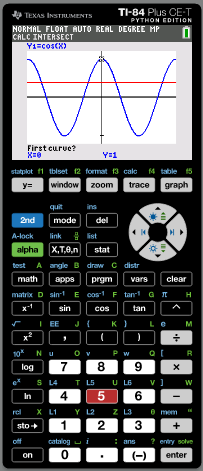 TEXAS INSTRUMENTS TI-84 Plus CE-T
PYTHON EDITION
NORMAL FLOAT AUTO REAL DEGREE MP
CALC INTERSECT
Y1=cos(X)
First curve?
X=0 Y=1
statplot f1 tblset f2 format f3 calc f4 table f5
y= window zoom trace graph
quit ins
2nd mode del
A-lock link list
alpha X,T,θ,n stat
test A angle B draw C distr
math apps prgm vars clear
matrix D sin⁻¹ E cos⁻¹ F tan⁻¹ G π H
x⁻¹ sin cos tan ^
√ I EE J { K } L e M
x² , ( ) ÷
10ˣ N u O v P w Q [ R
log 7 8 9 ×
eˣ S L4 T L5 U L6 V ] W
ln 4 5 6 −
rcl X L1 Y L2 Z L3 θ mem "
sto→ 1 2 3 +
off catalog i : ans ? entry solve
on 0 . (−) enter